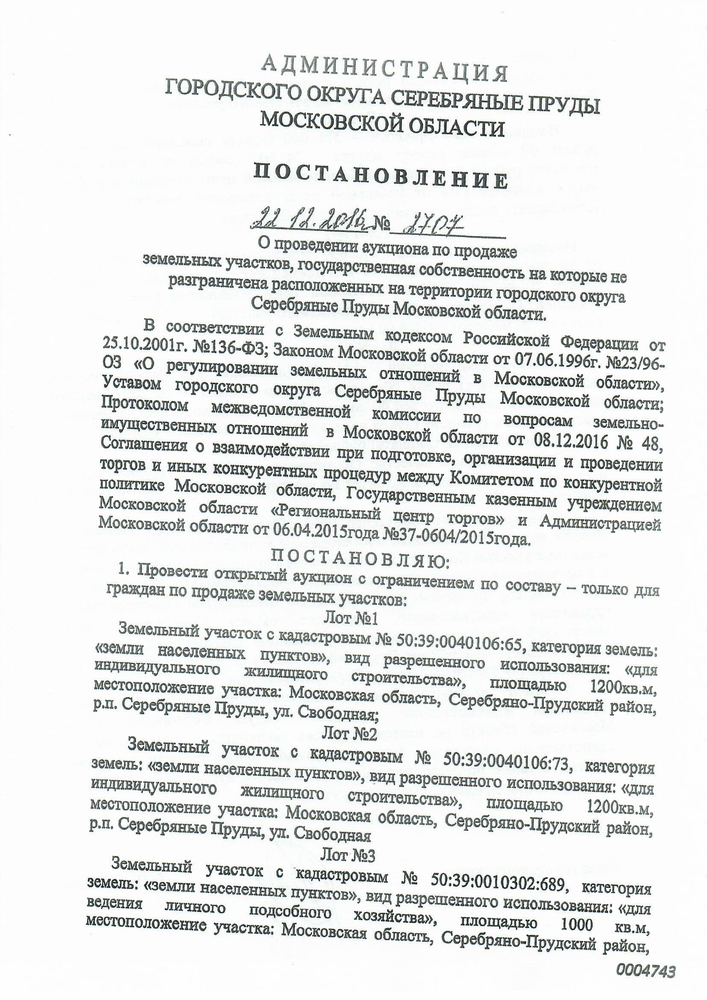 АДМИНИСТРАЦИЯ
ГОРОДСКОГО ОКРУГА СЕРЕБРЯНЫЕ ПРУДЫ
МОСКОВСКОЙ ОБЛАСТИ
ПОСТАНОВЛЕНИЕ
22 12.2016 № 2707
О проведении аукциона по продаже
земельных участков, государственная собственность на которые не
разграничена расположенных на территории городского округа
Серебряные Пруды Московской области.
В соответствии с Земельным кодексом Российской Федерации от
25.10.2001г. №136-ФЗ; Законом Московской области от 07.06.1996г. №23/96-
ОЗ «О регулировании земельных отношений в Московской области»,
Уставом городского округа Серебряные Пруды Московской области;
Протоколом межведомственной комиссии по вопросам земельно-
имущественных отношений в Московской области от 08.12.2016 № 48,
Соглашения о взаимодействии при подготовке, организации и проведении
торгов и иных конкурентных процедур между Комитетом по конкурентной
политике Московской области, Государственным казенным учреждением
Московской области «Региональный центр торгов» и Администрацией
Московской области от 06.04.2015года №37-0604/2015года.
ПОСТАНОВЛЯЮ:
1. Провести открытый аукцион с ограничением по составу – только для
граждан по продаже земельных участков:
Лот №1
Земельный участок с кадастровым № 50:39:0040106:65, категория земель:
«земли населенных пунктов», вид разрешенного использования: «для
индивидуального жилищного строительства», площадью 1200кв.м,
местоположение участка: Московская область, Серебряно-Прудский район,
р.п. Серебряные Пруды, ул. Свободная;
Лот №2
Земельный участок с кадастровым № 50:39:0040106:73, категория
земель: «земли населенных пунктов», вид разрешенного использования: «для
индивидуального жилищного строительства», площадью 1200кв.м,
местоположение участка: Московская область, Серебряно-Прудский район,
р.п. Серебряные Пруды, ул. Свободная
Лот №3
Земельный участок с кадастровым № 50:39:0010302:689, категория
земель: «земли населенных пунктов», вид разрешенного использования: «для
ведения личного подсобного хозяйства», площадью 1000 кв.м,
местоположение участка: Московская область, Серебряно-Прудский район,
0004743